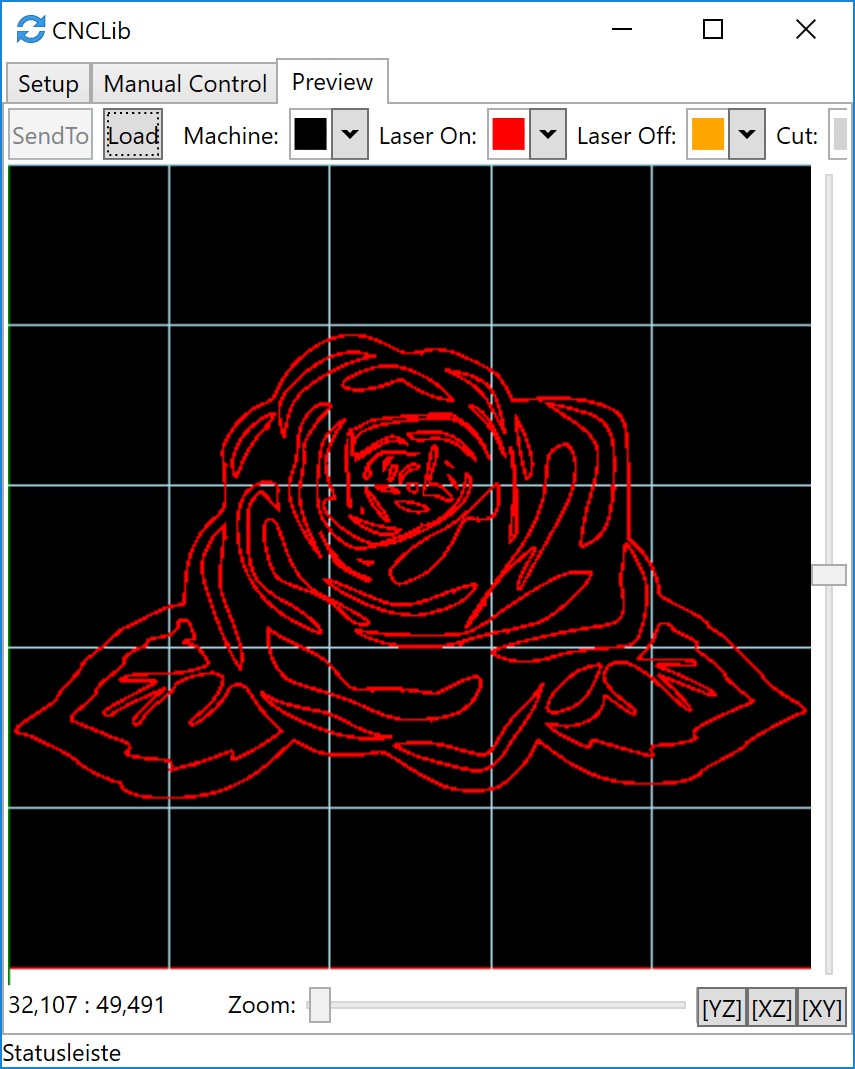 CNCLib
Setup Manual Control Preview
SendTo Load Machine: Laser On: Laser Off: Cut:
32,107 : 49,491 Zoom: [YZ] [XZ] [XY]
Statusleiste